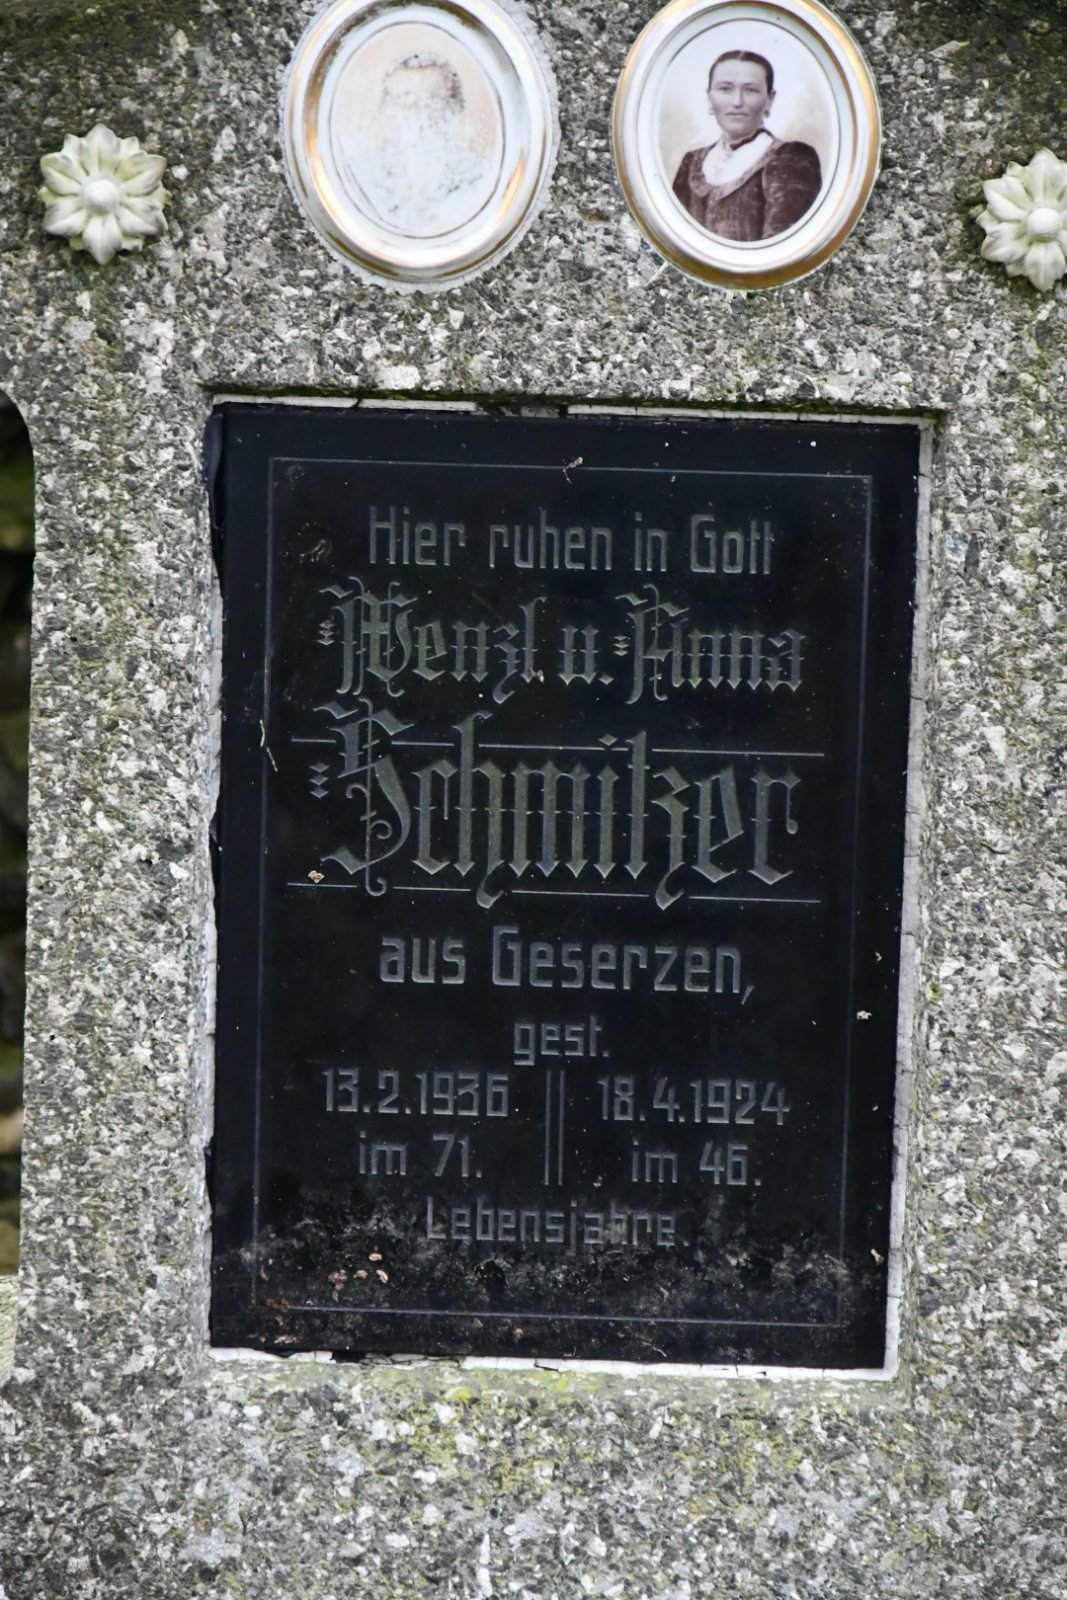 Hier ruhen in Gott
Wenzl u. Anna
Schmitzer
aus Geserzen,
gest.
13.2.1936 18.4.1924
im 71. im 46.
Lebensjahre.